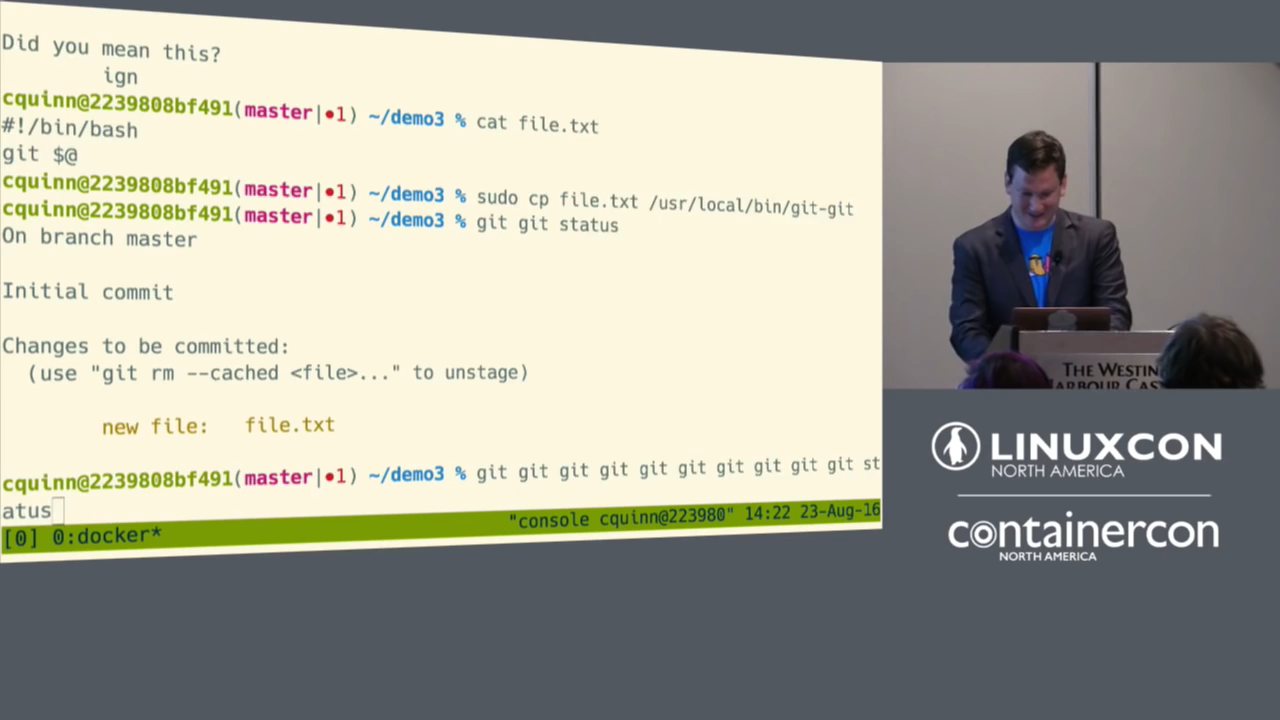 Did you mean this?
ign
cquinn@2239808bf491(master|●1) ~/demo3 % cat file.txt
#!/bin/bash
git $@
cquinn@2239808bf491(master|●1) ~/demo3 % sudo cp file.txt /usr/local/bin/git-git
cquinn@2239808bf491(master|●1) ~/demo3 % git git status
On branch master
Initial commit
Changes to be committed:
(use "git rm --cached <file>..." to unstage)
new file:   file.txt
cquinn@2239808bf491(master|●1) ~/demo3 % git git git git git git git git git git st
atus
[0] 0:docker*
"console cquinn@223980" 14:22 23-Aug-16
THE WESTIN
HARBOUR CAS
LINUXCON
NORTH AMERICA
containercon
NORTH AMERICA